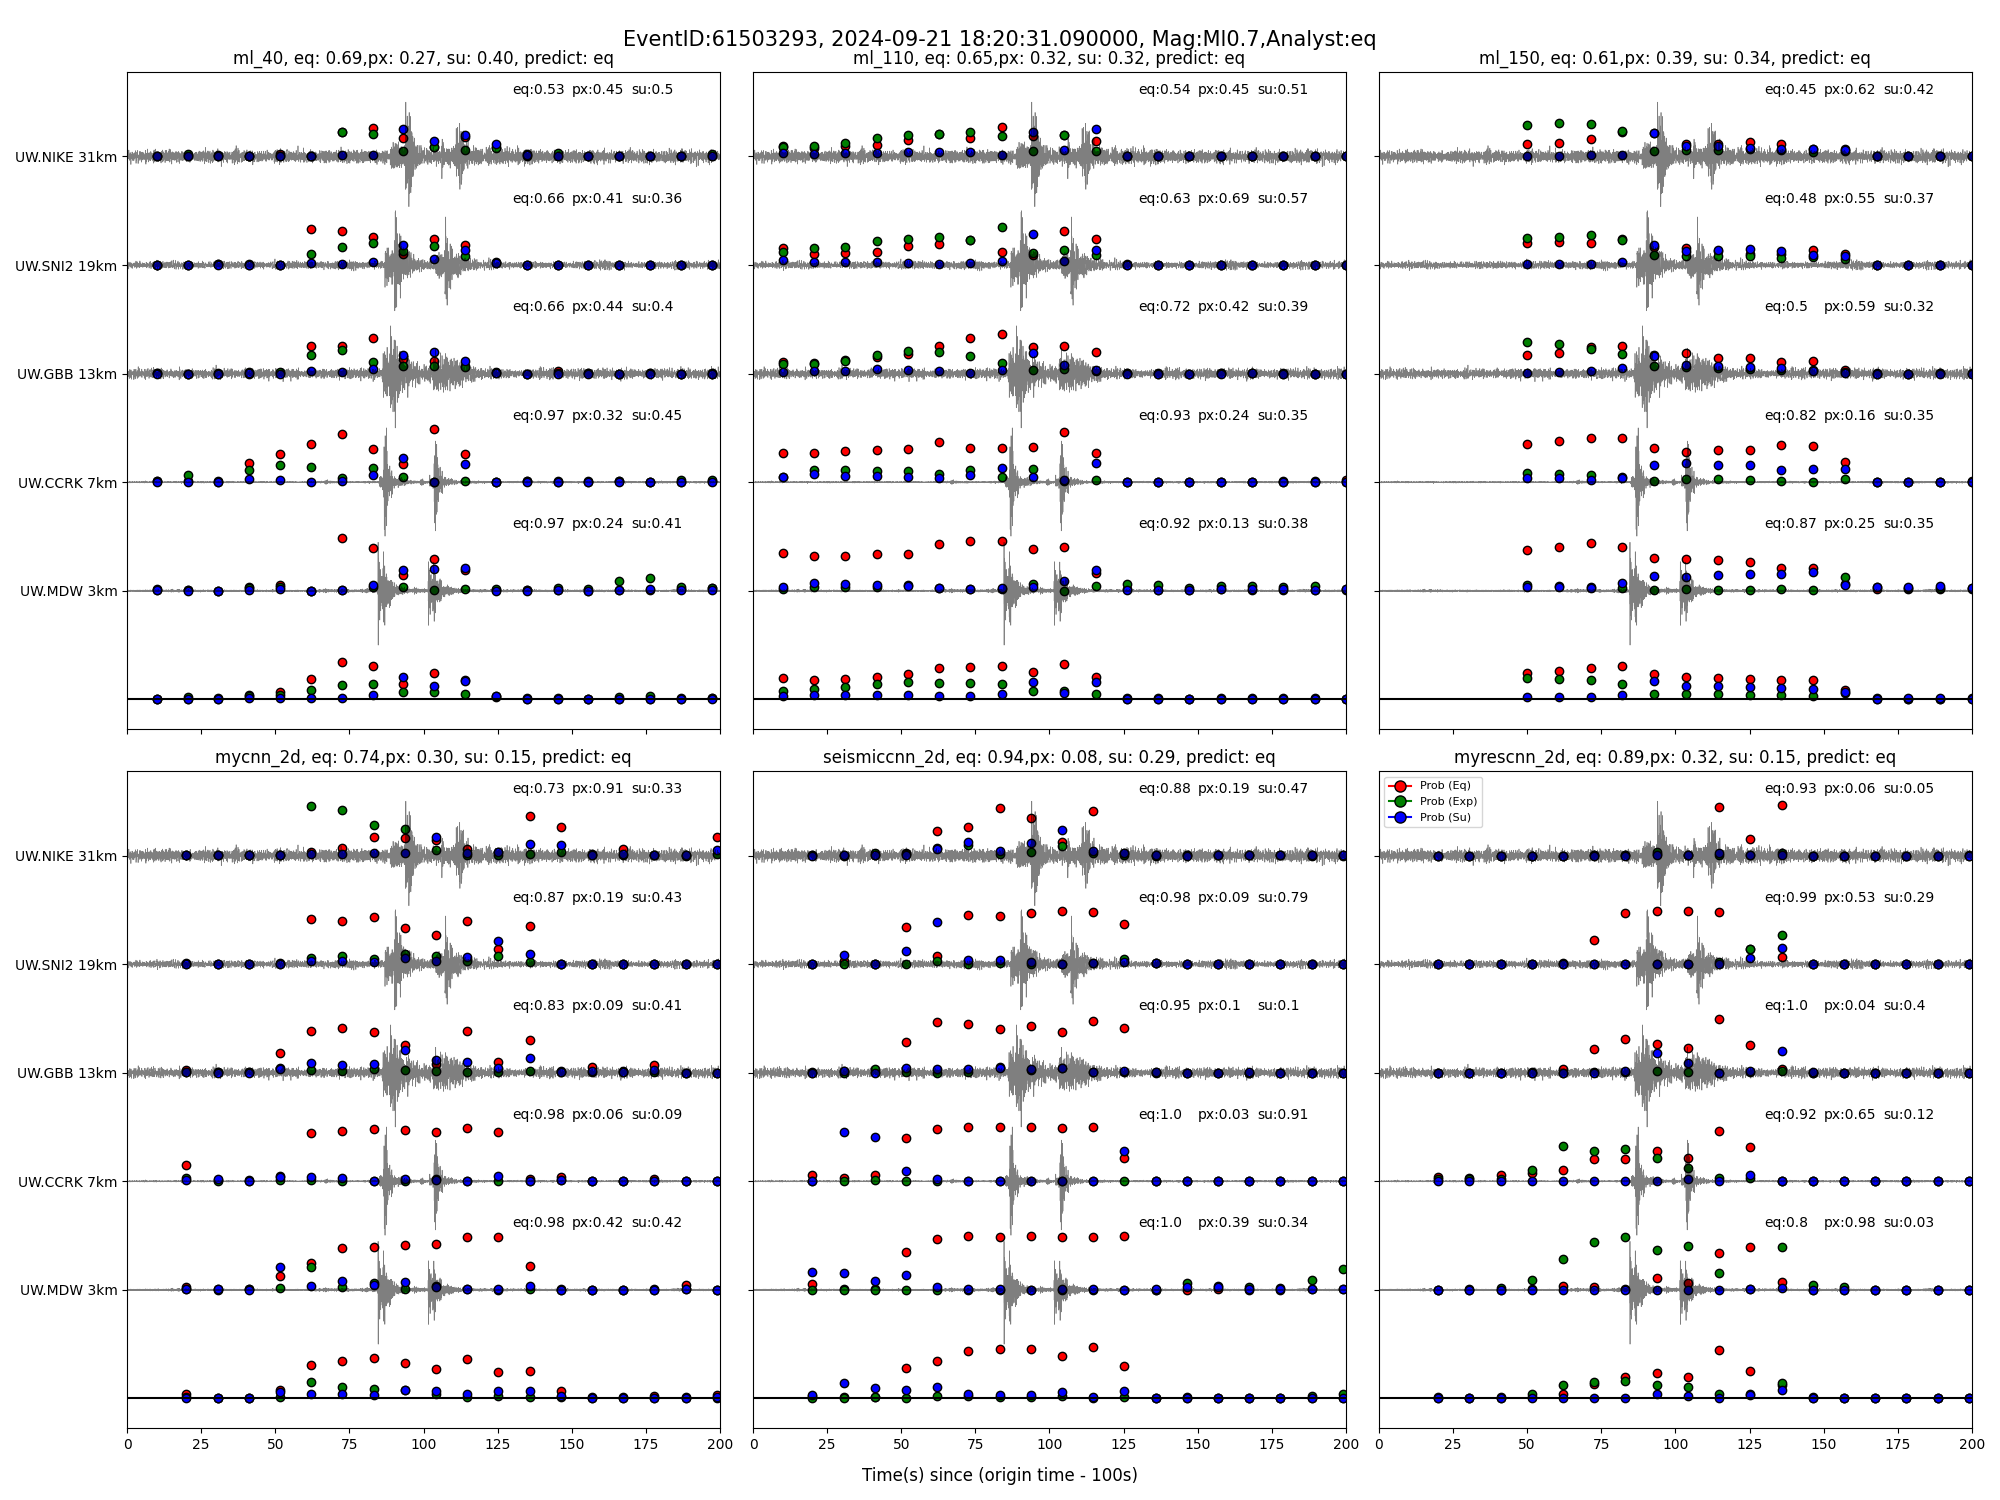 EventID:61503293, 2024-09-21 18:20:31.090000, Mag:Ml0.7,Analyst:eq
ml_40, eq: 0.69,px: 0.27, su: 0.40, predict: eq
eq:0.53 px:0.45 su:0.5
UW.NIKE 31km
eq:0.66 px:0.41 su:0.36
UW.SNI2 19km
eq:0.66 px:0.44 su:0.4
UW.GBB 13km
eq:0.97 px:0.32 su:0.45
UW.CCRK 7km
eq:0.97 px:0.24 su:0.41
UW.MDW 3km
ml_110, eq: 0.65,px: 0.32, su: 0.32, predict: eq
eq:0.54 px:0.45 su:0.51
eq:0.63 px:0.69 su:0.57
eq:0.72 px:0.42 su:0.39
eq:0.93 px:0.24 su:0.35
eq:0.92 px:0.13 su:0.38
ml_150, eq: 0.61,px: 0.39, su: 0.34, predict: eq
eq:0.45 px:0.62 su:0.42
eq:0.48 px:0.55 su:0.37
eq:0.5 px:0.59 su:0.32
eq:0.82 px:0.16 su:0.35
eq:0.87 px:0.25 su:0.35
mycnn_2d, eq: 0.74,px: 0.30, su: 0.15, predict: eq
eq:0.73 px:0.91 su:0.33
UW.NIKE 31km
eq:0.87 px:0.19 su:0.43
UW.SNI2 19km
eq:0.83 px:0.09 su:0.41
UW.GBB 13km
eq:0.98 px:0.06 su:0.09
UW.CCRK 7km
eq:0.98 px:0.42 su:0.42
UW.MDW 3km
0 25 50 75 100 125 150 175 200
seismiccnn_2d, eq: 0.94,px: 0.08, su: 0.29, predict: eq
eq:0.88 px:0.19 su:0.47
eq:0.98 px:0.09 su:0.79
eq:0.95 px:0.1 su:0.1
eq:1.0 px:0.03 su:0.91
eq:1.0 px:0.39 su:0.34
0 25 50 75 100 125 150 175 200
myrescnn_2d, eq: 0.89,px: 0.32, su: 0.15, predict: eq
Prob (Eq)
Prob (Exp)
Prob (Su)
eq:0.93 px:0.06 su:0.05
eq:0.99 px:0.53 su:0.29
eq:1.0 px:0.04 su:0.4
eq:0.92 px:0.65 su:0.12
eq:0.8 px:0.98 su:0.03
0 25 50 75 100 125 150 175 200
Time(s) since (origin time - 100s)